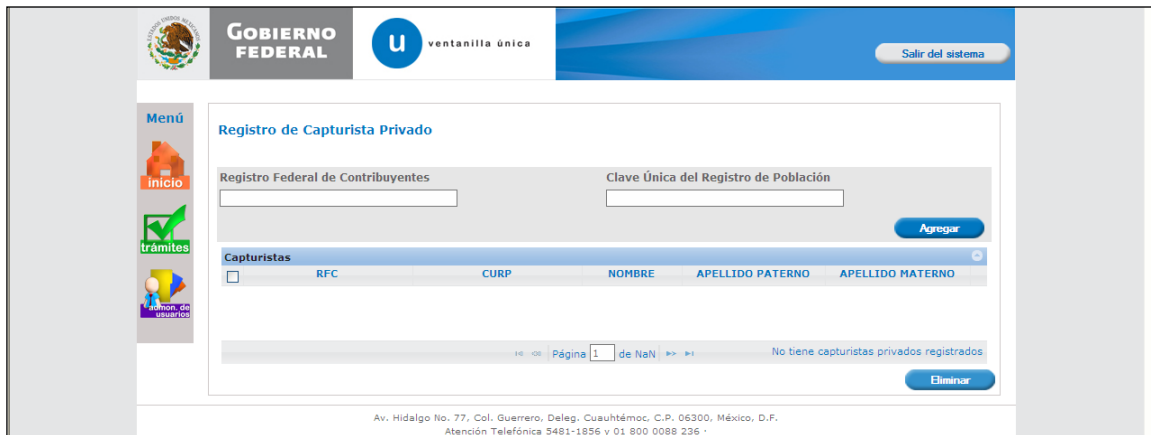 ESTADOS UNIDOS MEXICANOS
GOBIERNO
FEDERAL
u
ventanilla única
Salir del sistema
Menú
inicio
trámites
admon. de
usuarios
Registro de Capturista Privado
Registro Federal de Contribuyentes
Clave Única del Registro de Población
Agregar
Capturistas
RFC CURP NOMBRE APELLIDO PATERNO APELLIDO MATERNO
Página 1 de NaN
No tiene capturistas privados registrados
Eliminar
Av. Hidalgo No. 77, Col. Guerrero, Deleg. Cuauhtémoc, C.P. 06300, México, D.F.
Atención Telefónica 5481-1856 y 01 800 0088 236 ·